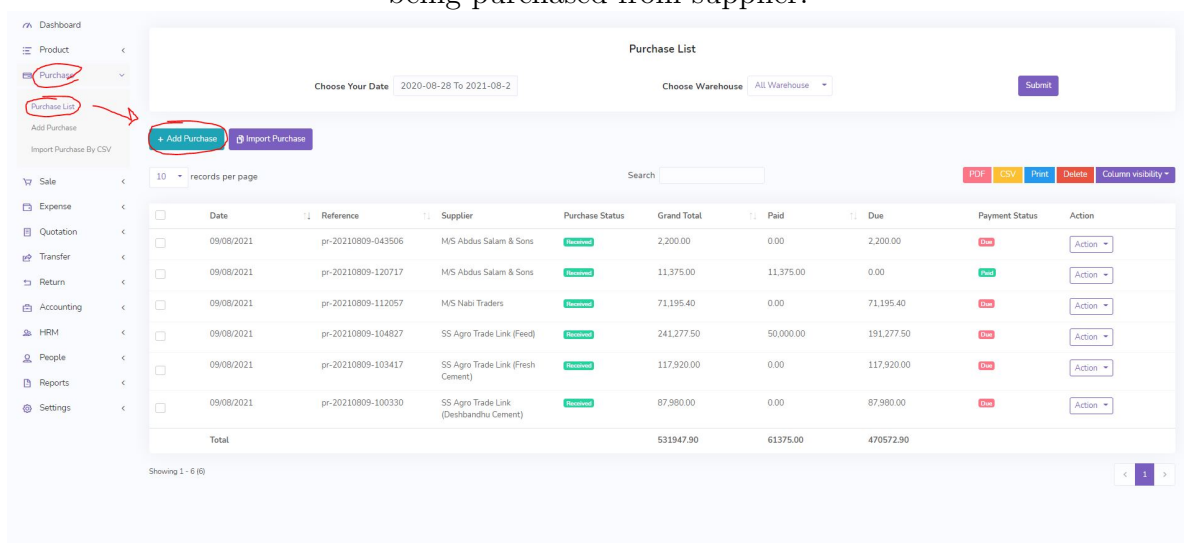 being purchased from supplier.
Dashboard
Product
Purchase
Purchase List
Add Purchase
Import Purchase By CSV
Sale
Expense
Quotation
Transfer
Return
Accounting
HRM
People
Reports
Settings
Purchase List
Choose Your Date 2020-08-28 To 2021-08-2 Choose Warehouse All Warehouse Submit
+ Add Purchase Import Purchase
10 records per page Search PDF CSV Print Delete Column visibility
Date Reference Supplier Purchase Status Grand Total Paid Due Payment Status Action
09/08/2021 pr-20210809-043506 M/S Abdus Salam & Sons Received 2,200.00 0.00 2,200.00 Due Action
09/08/2021 pr-20210809-120717 M/S Abdus Salam & Sons Received 11,375.00 11,375.00 0.00 Paid Action
09/08/2021 pr-20210809-112057 M/S Nabi Traders Received 71,195.40 0.00 71,195.40 Due Action
09/08/2021 pr-20210809-104827 SS Agro Trade Link (Feed) Received 241,277.50 50,000.00 191,277.50 Due Action
09/08/2021 pr-20210809-103417 SS Agro Trade Link (Fresh Received 117,920.00 0.00 117,920.00 Due Action
Cement)
09/08/2021 pr-20210809-100330 SS Agro Trade Link Received 87,980.00 0.00 87,980.00 Due Action
(Deshbandhu Cement)
Total 531947.90 61375.00 470572.90
Showing 1 - 6 (6) < 1 >